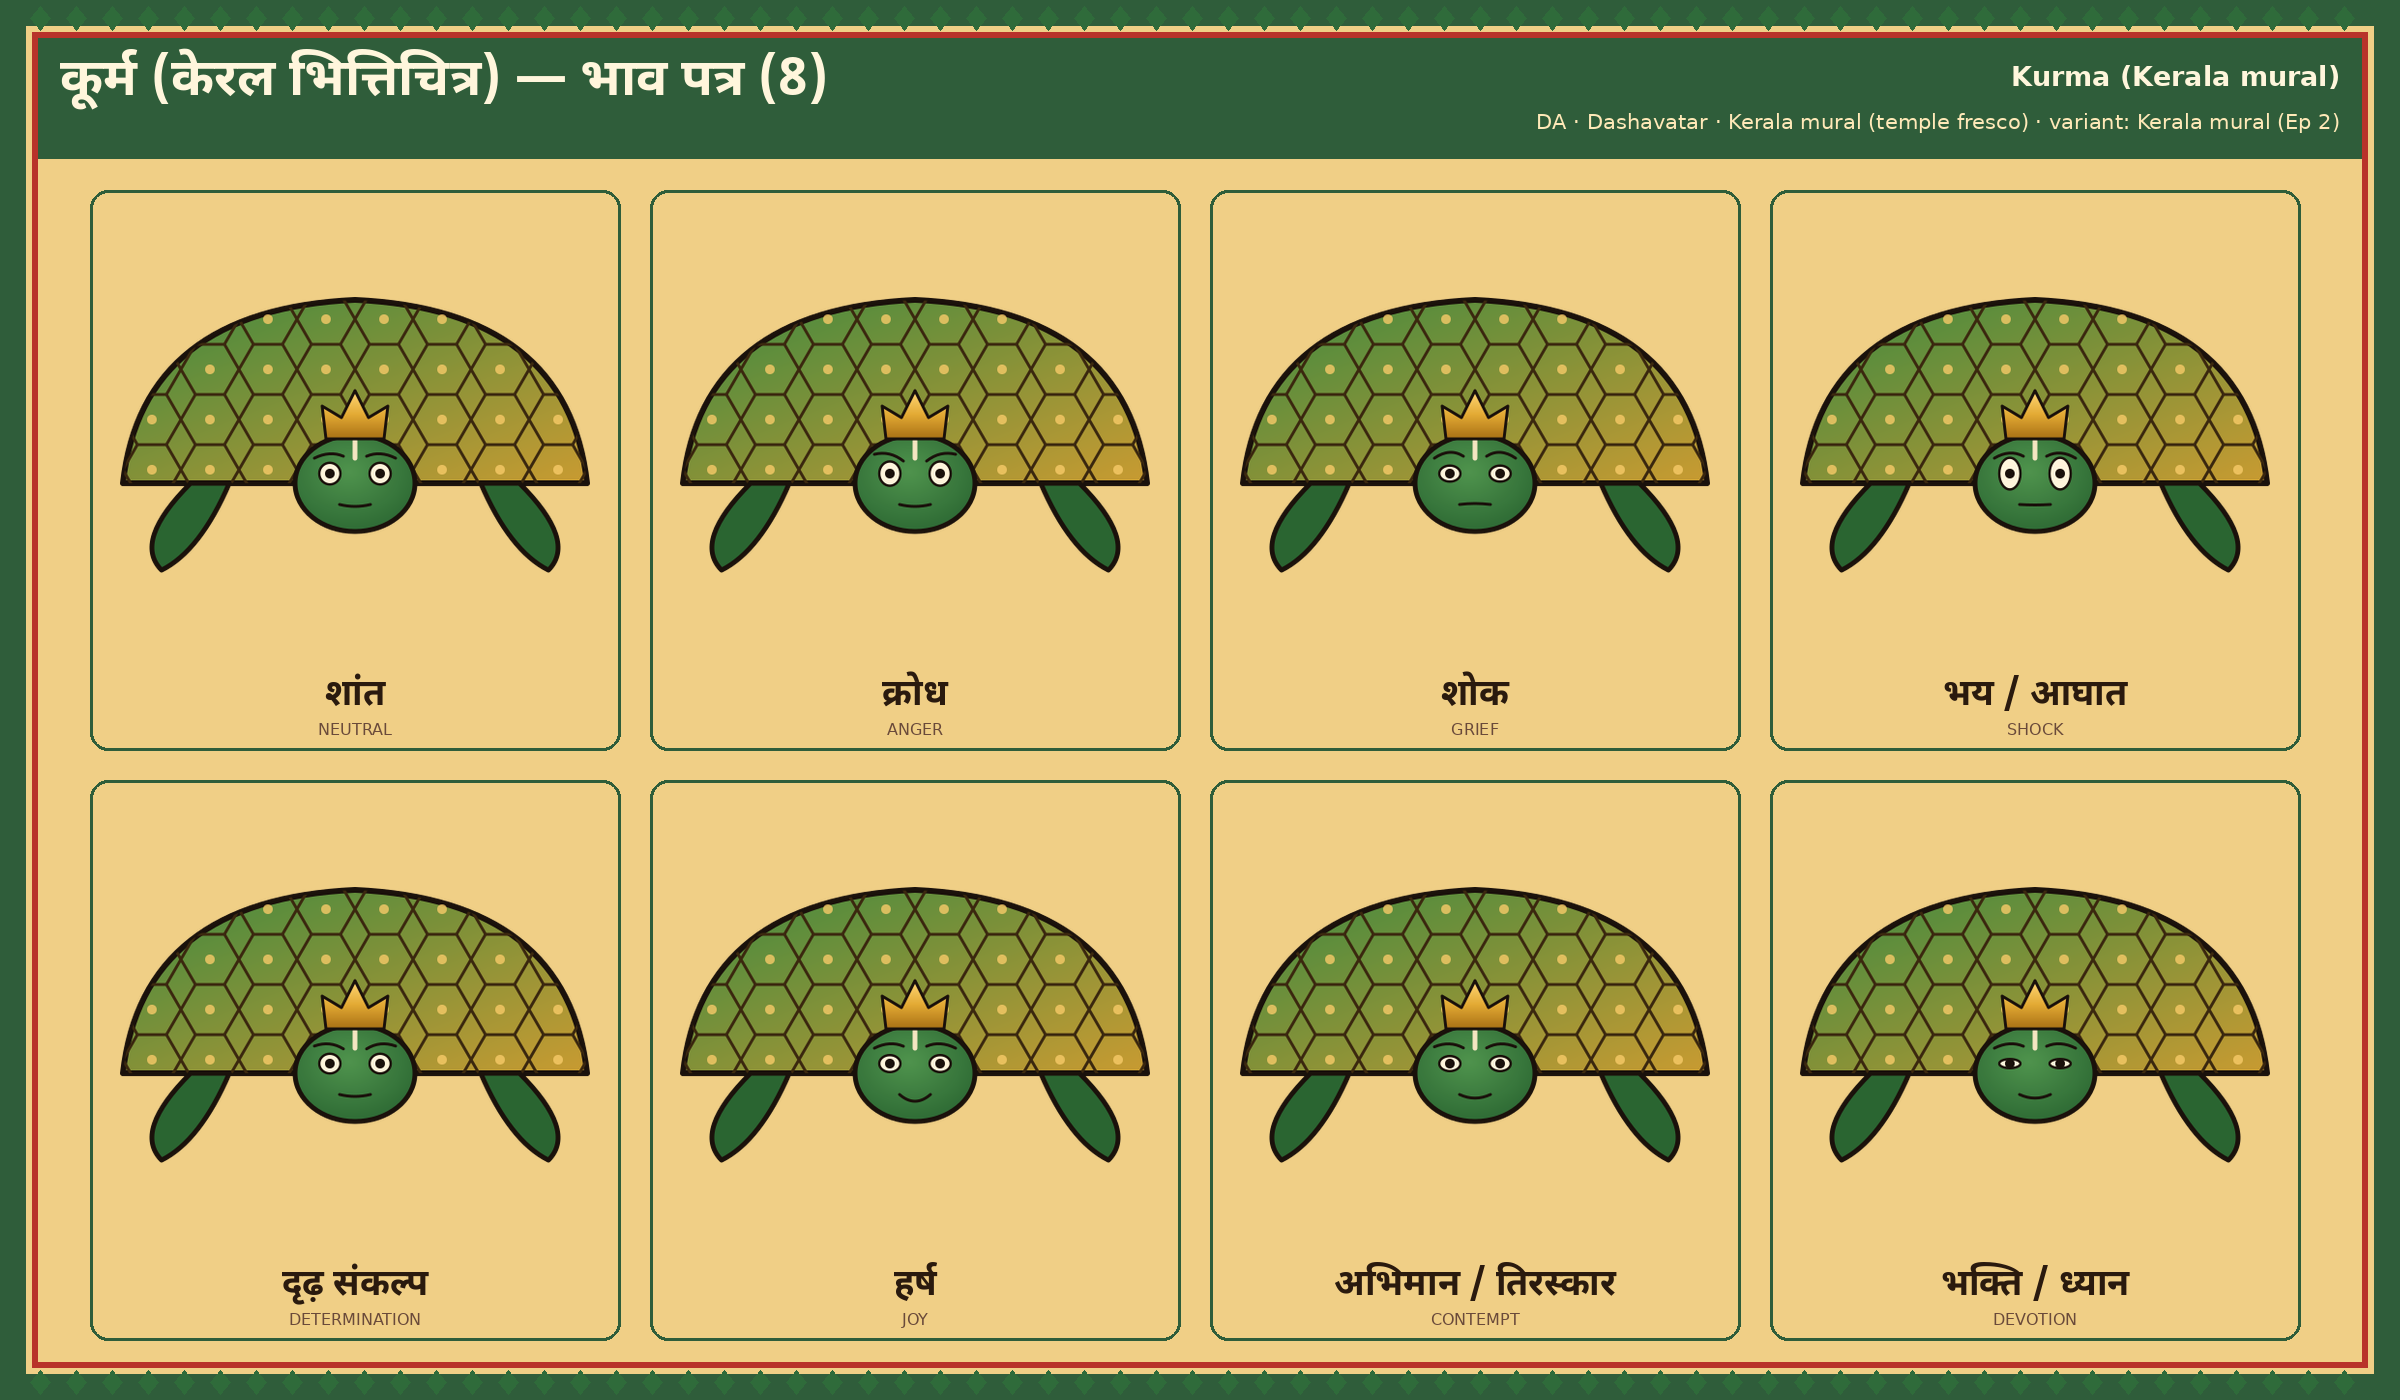 कूर्म (केरल भित्तिचित्र) — भाव पत्र (8)
Kurma (Kerala mural)
DA · Dashavatar · Kerala mural (temple fresco) · variant: Kerala mural (Ep 2)
शांत
NEUTRAL
क्रोध
ANGER
शोक
GRIEF
भय / आघात
SHOCK
दृढ़ संकल्प
DETERMINATION
हर्ष
JOY
अभिमान / तिरस्कार
CONTEMPT
भक्ति / ध्यान
DEVOTION